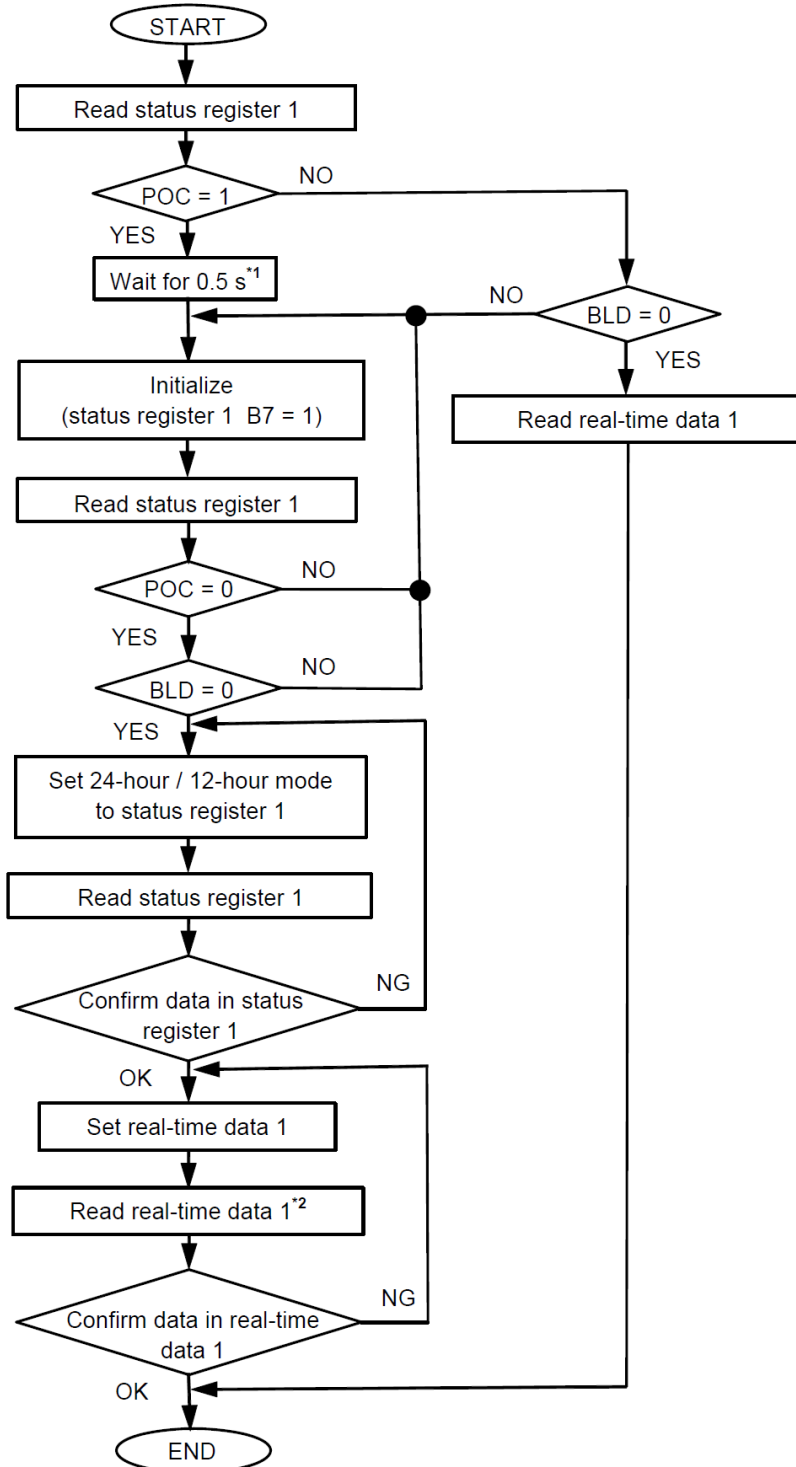 START
Read status register 1
POC = 1
NO
YES
Wait for 0.5 s*1
NO
BLD = 0
YES
Initialize
(status register 1 B7 = 1)
Read real-time data 1
Read status register 1
POC = 0
NO
YES
BLD = 0
NO
YES
Set 24-hour / 12-hour mode
to status register 1
Read status register 1
Confirm data in status
register 1
NG
OK
Set real-time data 1
Read real-time data 1*2
Confirm data in real-time
data 1
NG
OK
END